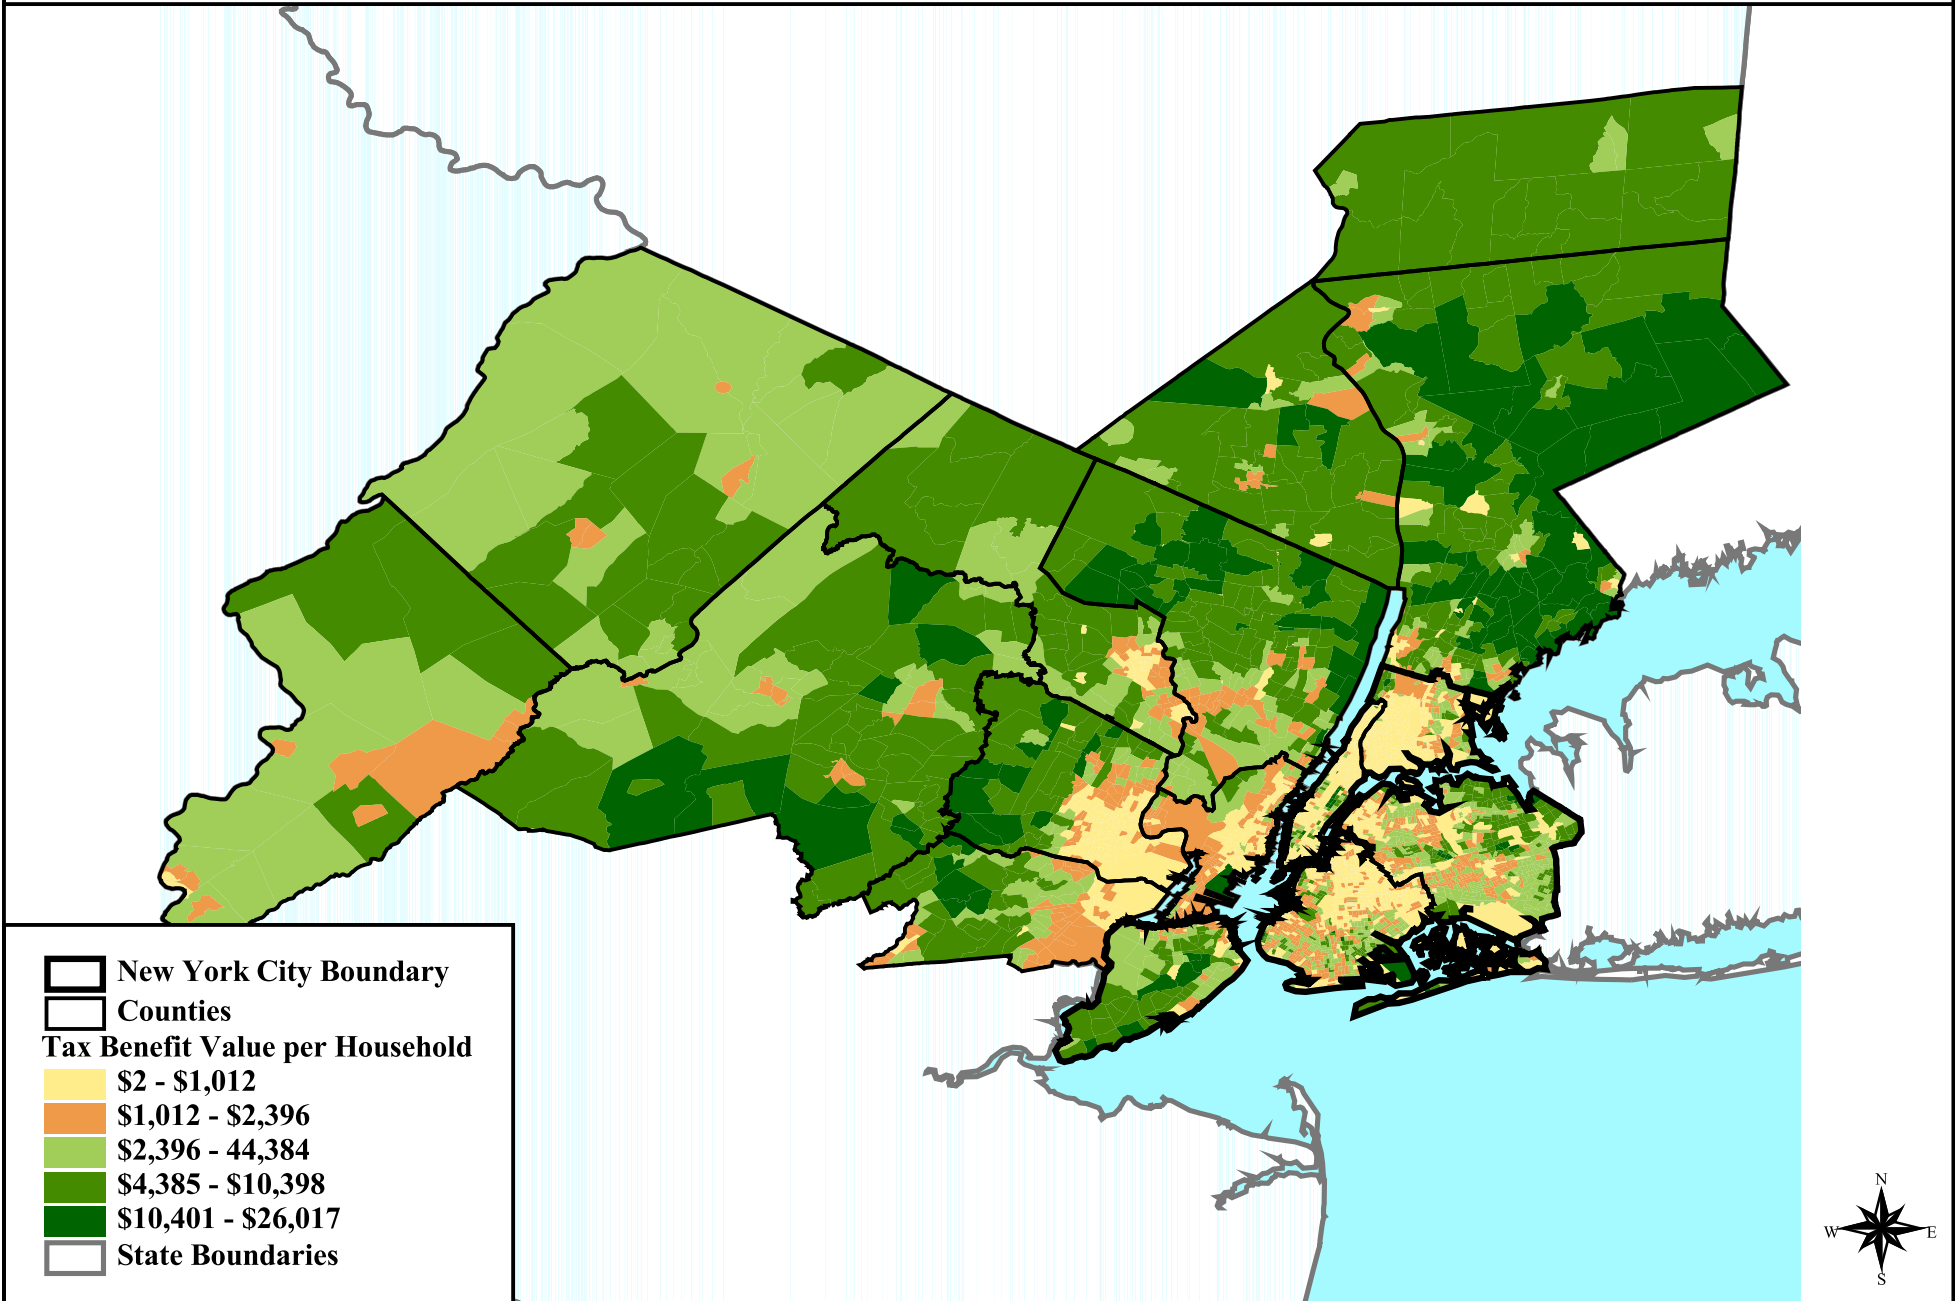 New York City Boundary
Counties
Tax Benefit Value per Household
$2 - $1,012
$1,012 - $2,396
$2,396 - 44,384
$4,385 - $10,398
$10,401 - $26,017
State Boundaries
N
W E
S